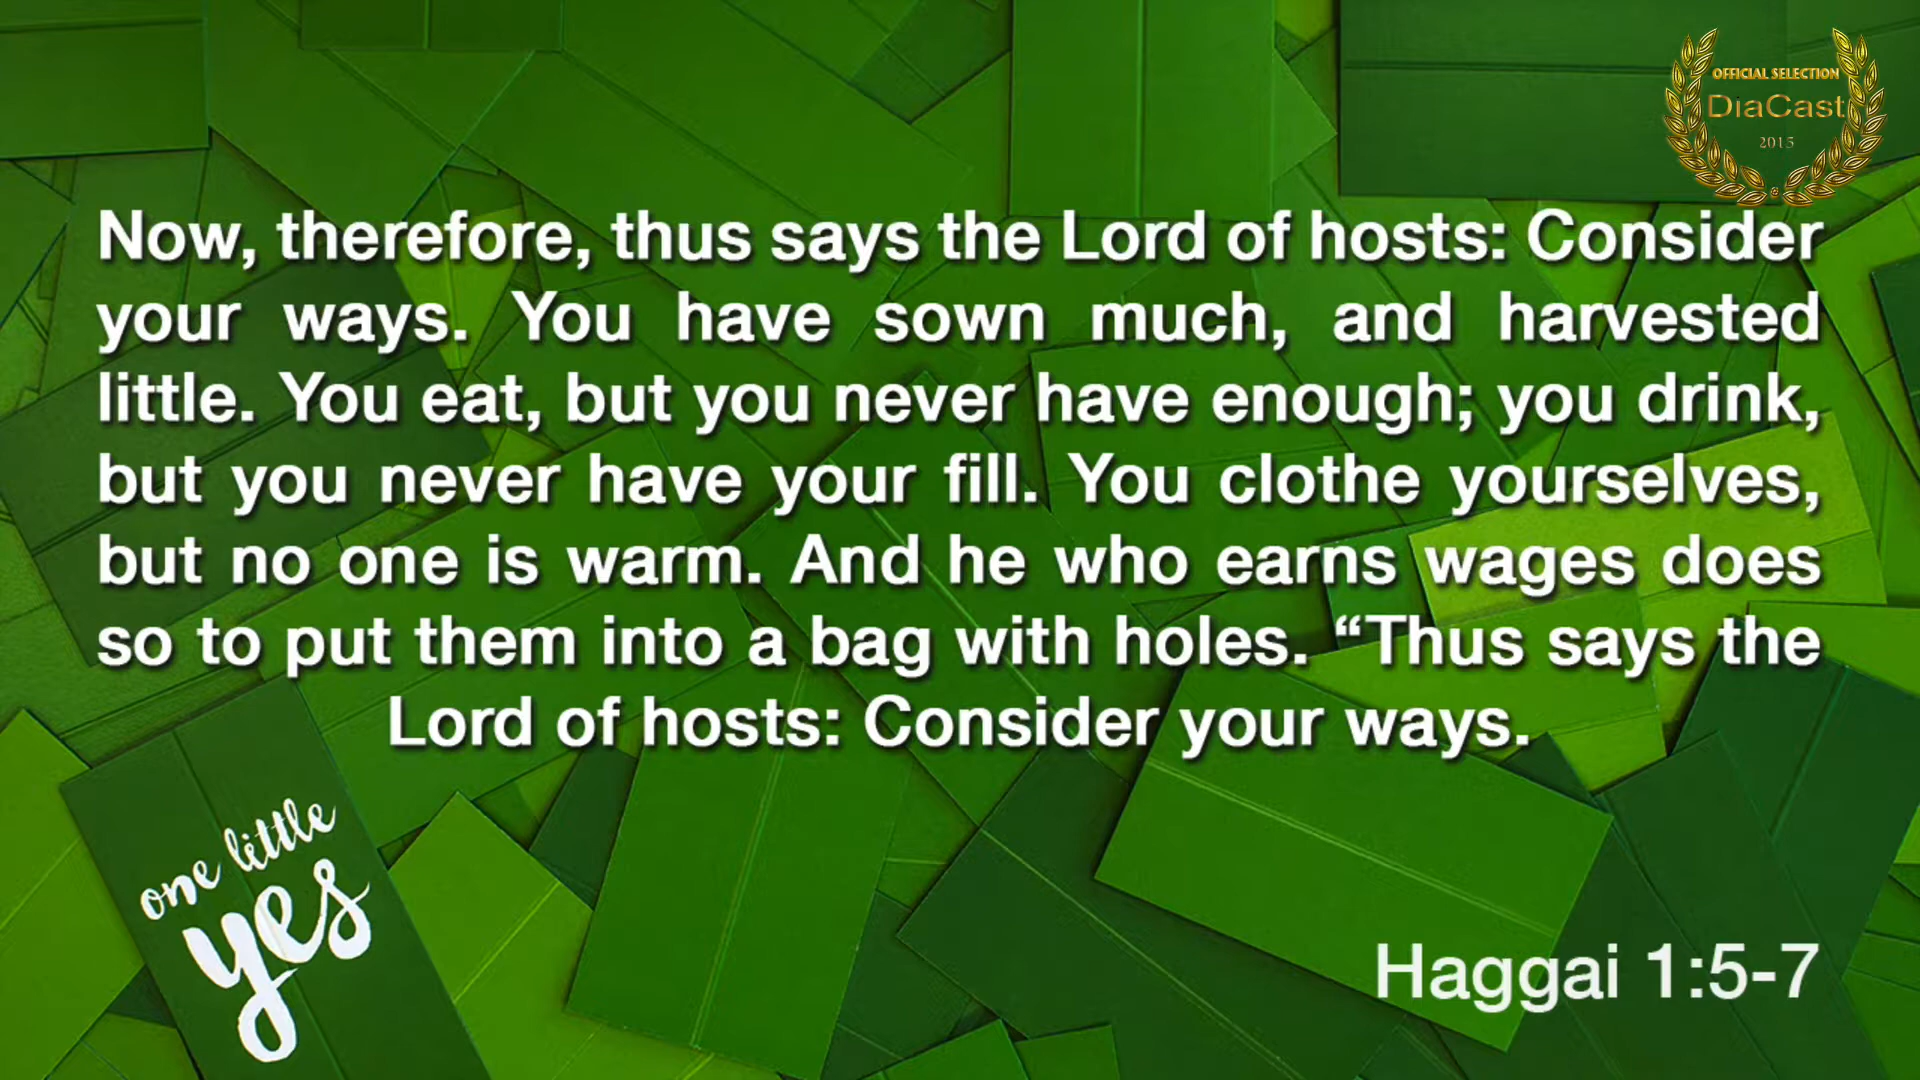 OFFICIAL SELECTION
DiaCast
2015
Now, therefore, thus says the Lord of hosts: Consider
your ways. You have sown much, and harvested
little. You eat, but you never have enough; you drink,
but you never have your fill. You clothe yourselves,
but no one is warm. And he who earns wages does
so to put them into a bag with holes. “Thus says the
Lord of hosts: Consider your ways.
one little
yes
Haggai 1:5-7